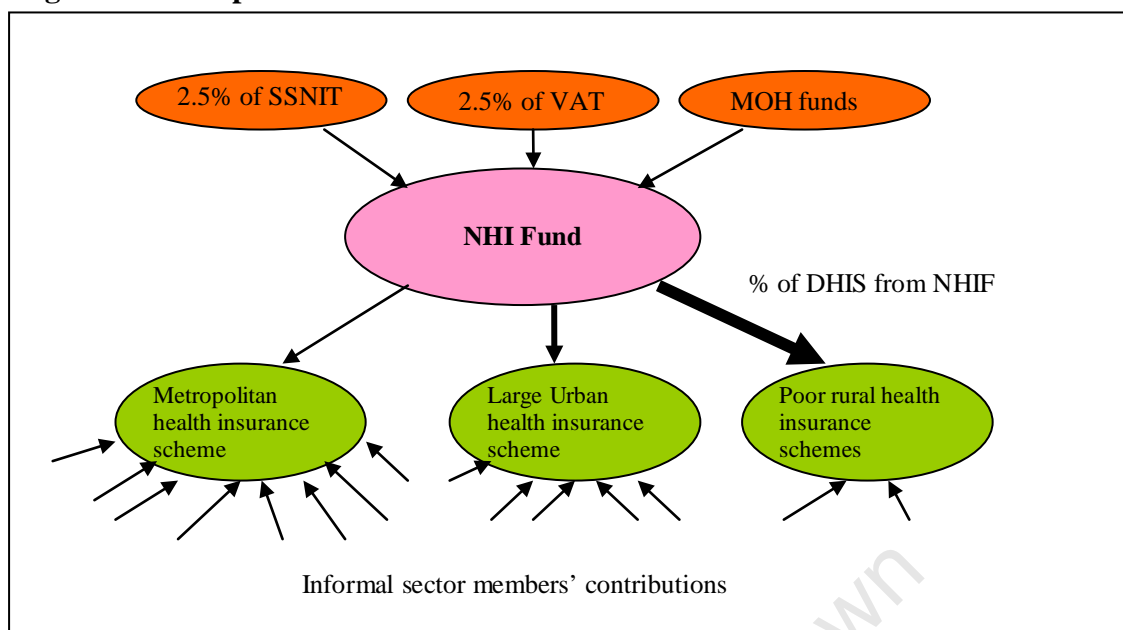 2.5% of SSNIT
2.5% of VAT
MOH funds
NHI Fund
% of DHIS from NHIF
Metropolitan
health insurance
scheme
Large Urban
health insurance
scheme
Poor rural health
insurance
schemes
Informal sector members’ contributions